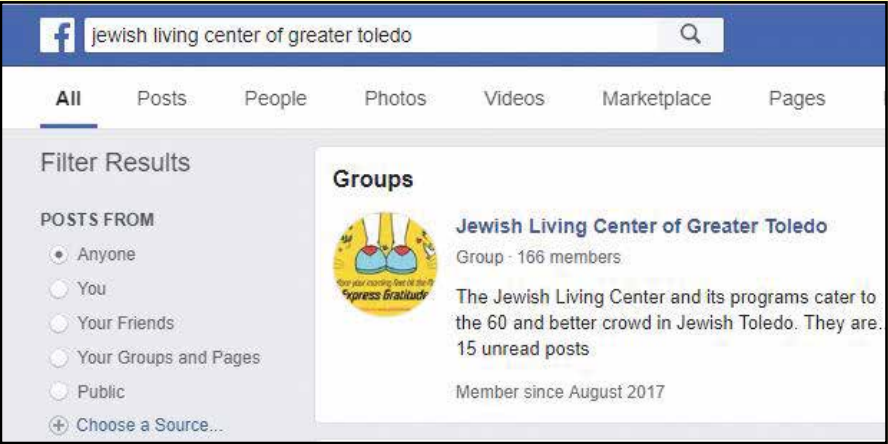 f jewish living center of greater toledo
All Posts People Photos Videos Marketplace Pages
Filter Results
POSTS FROM
Anyone
You
Your Friends
Your Groups and Pages
Public
Choose a Source...
Groups
Express Gratitude
Jewish Living Center of Greater Toledo
Group · 166 members
The Jewish Living Center and its programs cater to
the 60 and better crowd in Jewish Toledo. They are.
15 unread posts
Member since August 2017